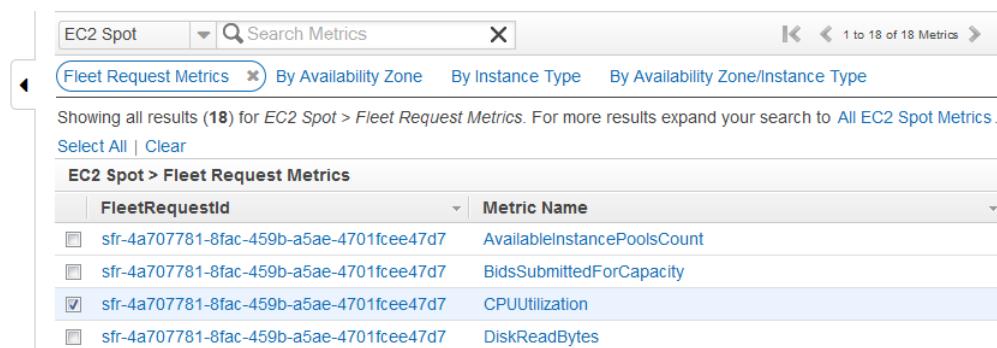 EC2 Spot Search Metrics 1 to 18 of 18 Metrics
Fleet Request Metrics By Availability Zone By Instance Type By Availability Zone/Instance Type
Showing all results (18) for EC2 Spot > Fleet Request Metrics. For more results expand your search to All EC2 Spot Metrics.
Select All | Clear
EC2 Spot > Fleet Request Metrics
FleetRequestId Metric Name
sfr-4a707781-8fac-459b-a5ae-4701fcee47d7 AvailableInstancePoolsCount
sfr-4a707781-8fac-459b-a5ae-4701fcee47d7 BidsSubmittedForCapacity
sfr-4a707781-8fac-459b-a5ae-4701fcee47d7 CPUUtilization
sfr-4a707781-8fac-459b-a5ae-4701fcee47d7 DiskReadBytes